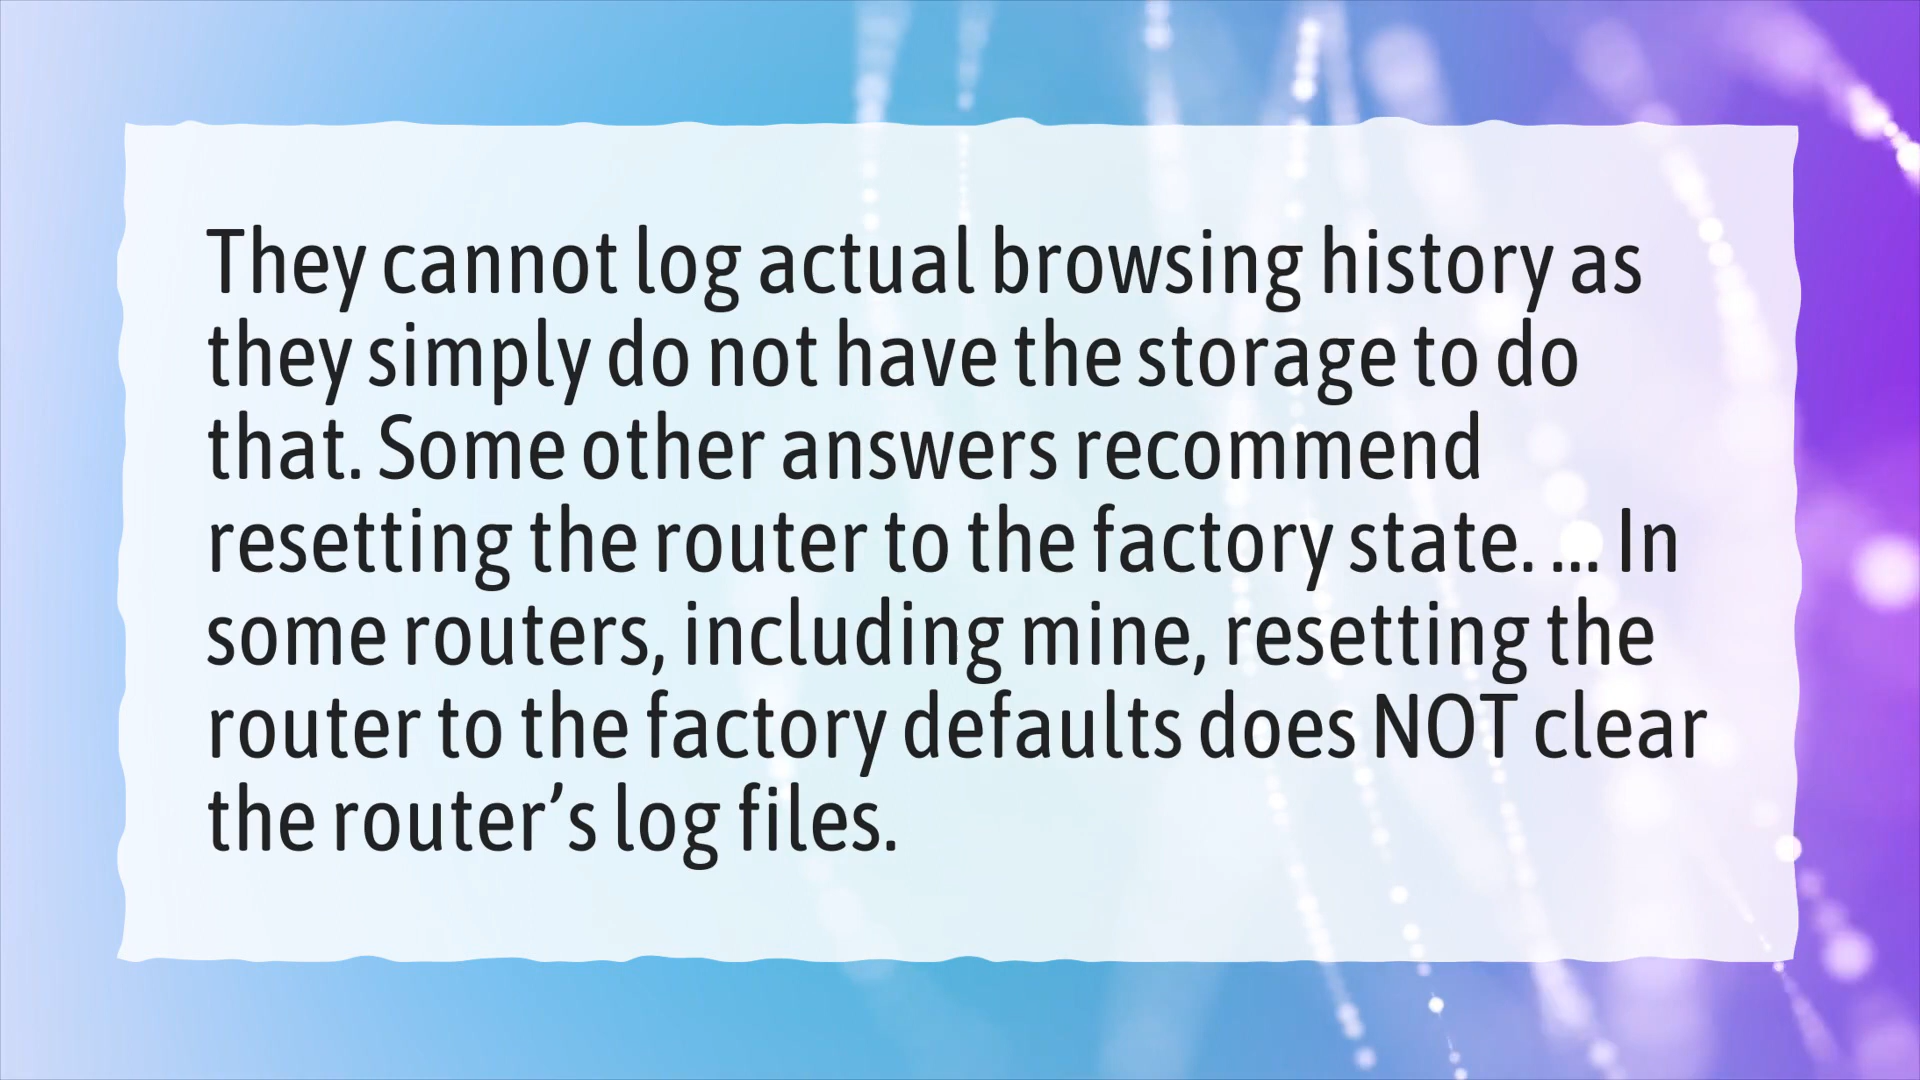 They cannot log actual browsing history as
they simply do not have the storage to do
that. Some other answers recommend
resetting the router to the factory state. ... In
some routers, including mine, resetting the
router to the factory defaults does NOT clear
the router’s log files.